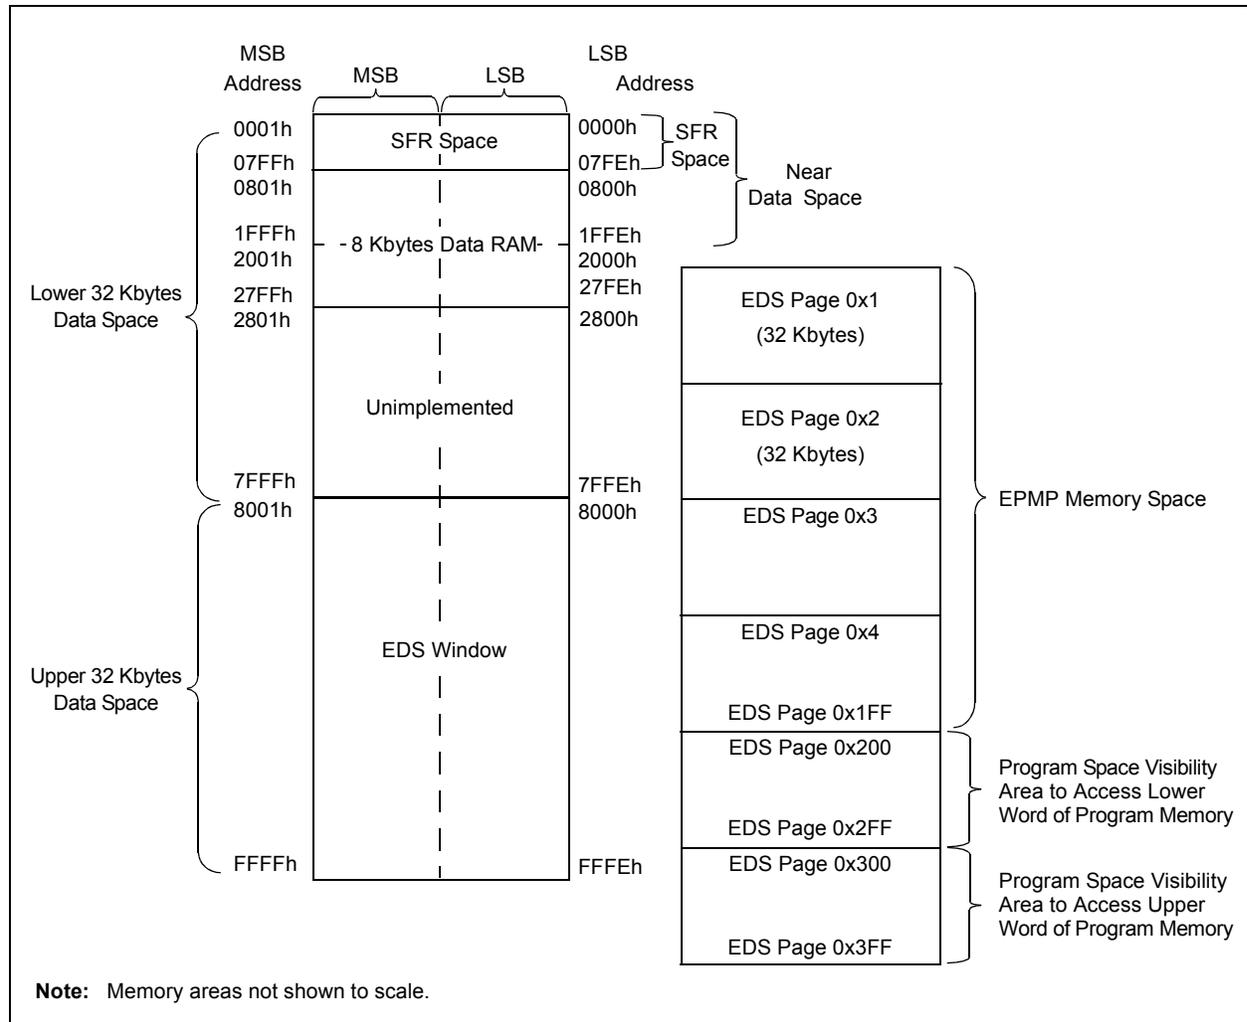 MSB
Address
MSB
LSB
LSB
Address
0001h
07FFh
0801h
1FFFh
2001h
27FFh
2801h
7FFFh
8001h
FFFFh
Lower 32 Kbytes
Data Space
Upper 32 Kbytes
Data Space
SFR Space
8 Kbytes Data RAM
Unimplemented
EDS Window
0000h
07FEh
0800h
1FFEh
2000h
27FEh
2800h
7FFEh
8000h
FFFEh
SFR
Space
Near
Data Space
EDS Page 0x1
(32 Kbytes)
EDS Page 0x2
(32 Kbytes)
EDS Page 0x3
EDS Page 0x4
EDS Page 0x1FF
EDS Page 0x200
EDS Page 0x2FF
EDS Page 0x300
EDS Page 0x3FF
EPMP Memory Space
Program Space Visibility
Area to Access Lower
Word of Program Memory
Program Space Visibility
Area to Access Upper
Word of Program Memory
Note: Memory areas not shown to scale.